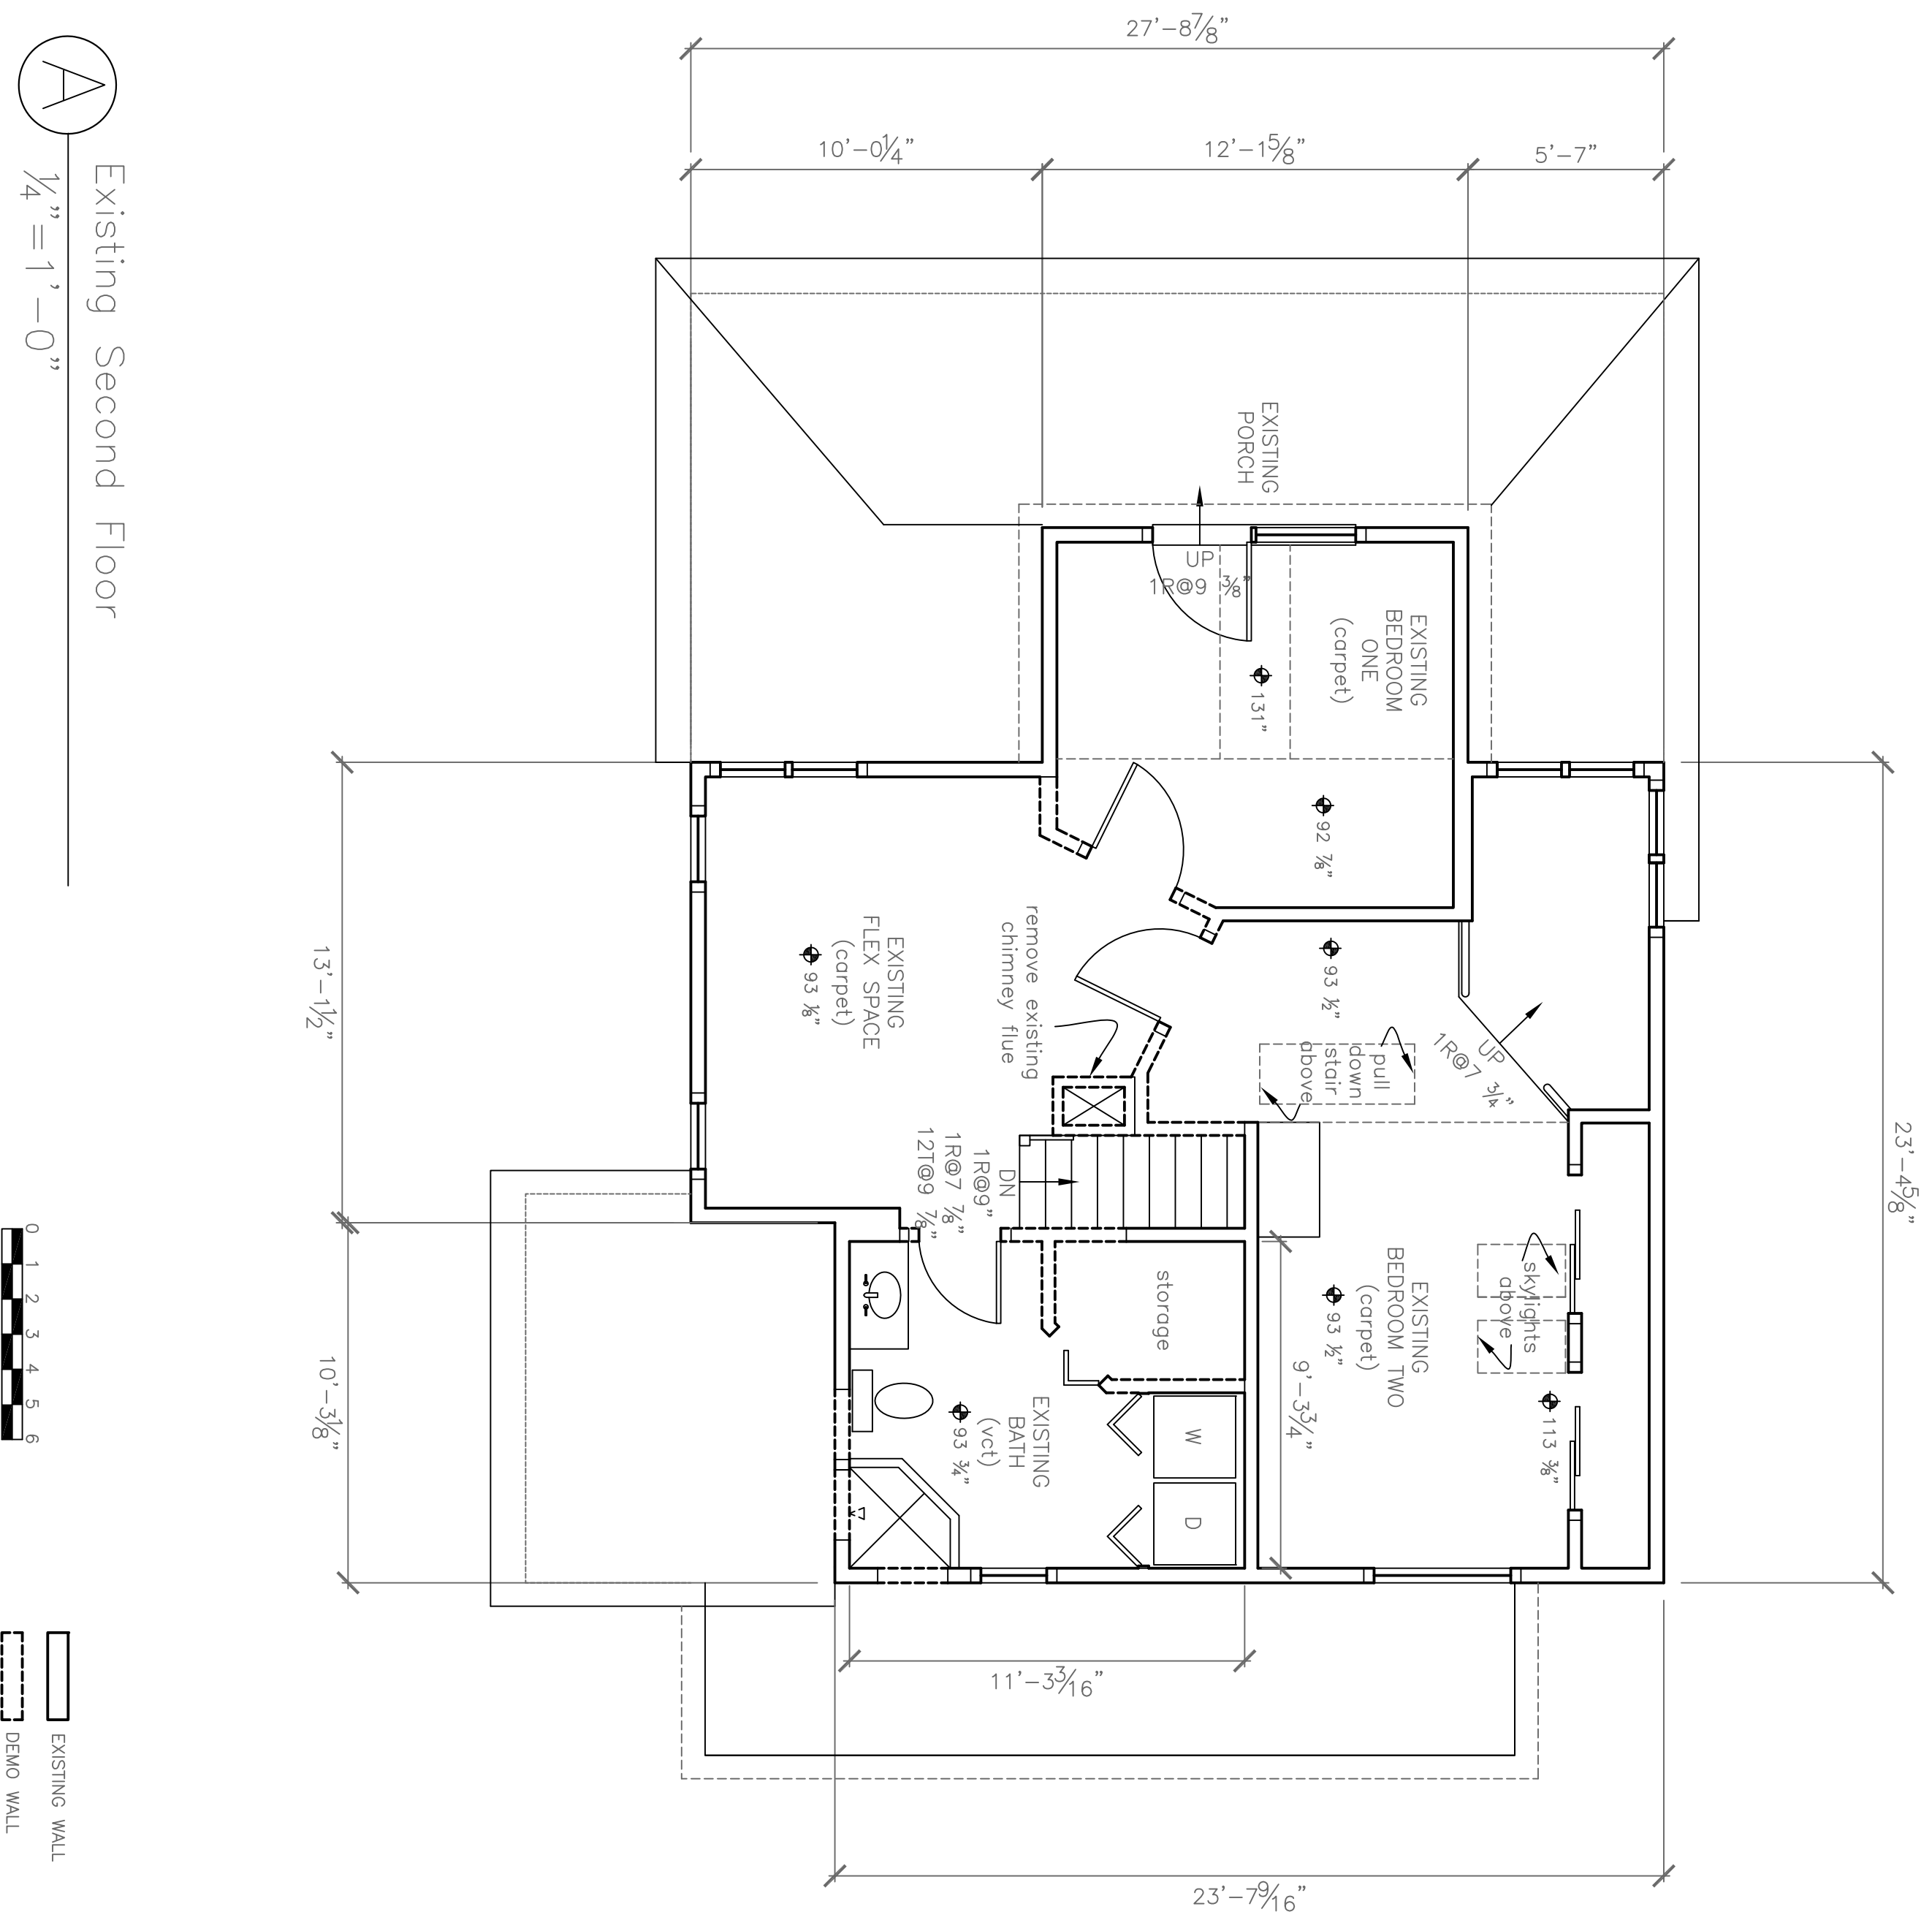 27'-8 7/8"
10'-0 1/4"
12'-1 5/8"
5'-7"
EXISTING
PORCH
UP
1R@9 3/8"
EXISTING
BEDROOM
ONE
(carpet)
131"
92 7/8"
93 1/2"
UP
1R@7 3/4"
pull
down
stair
above
remove existing
chimney flue
EXISTING
FLEX SPACE
(carpet)
93 1/8"
DN
1R@9"
1R@7 7/8"
12T@9 7/8"
storage
EXISTING
BEDROOM TWO
(carpet)
93 1/2"
skylights
above
113 3/8"
9'-3 3/4"
EXISTING
BATH
(vct)
93 3/4"
W
D
13'-1 1/2"
10'-3 1/8"
23'-4 5/8"
11'-3 3/16"
23'-7 9/16"
A
Existing Second Floor
1/4"=1'-0"
0 1 2 3 4 5 6
EXISTING WALL
DEMO WALL